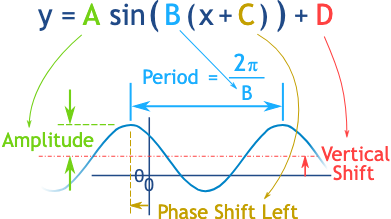 y = A sin(B(x + C)) + D
Period = 2π/B
Amplitude
Vertical
Shift
0
0
Phase Shift Left